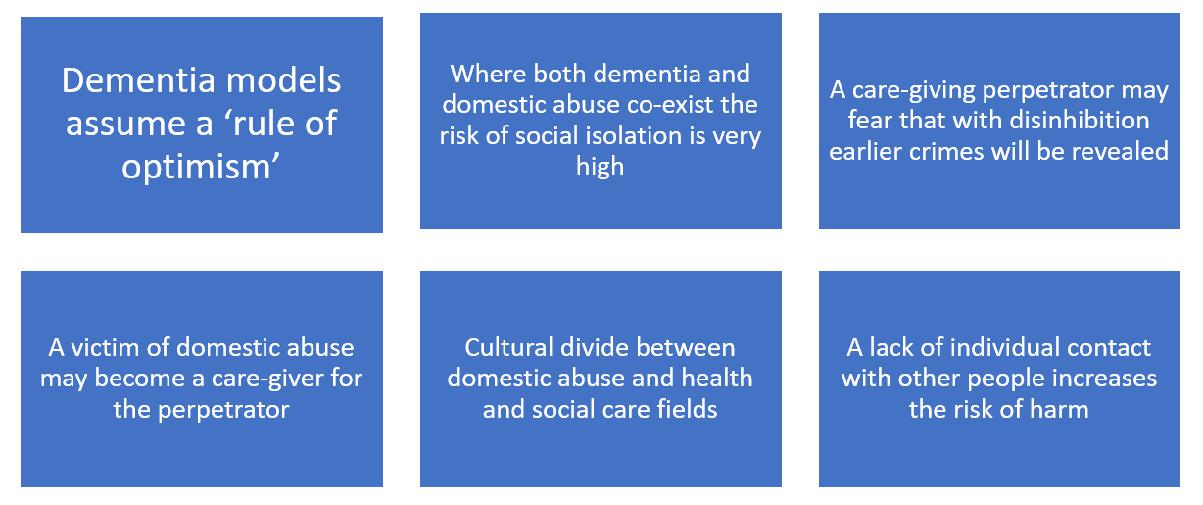 Dementia models
assume a ‘rule of
optimism’
Where both dementia and
domestic abuse co-exist the
risk of social isolation is very
high
A care-giving perpetrator may
fear that with disinhibition
earlier crimes will be revealed
A victim of domestic abuse
may become a care-giver for
the perpetrator
Cultural divide between
domestic abuse and health
and social care fields
A lack of individual contact
with other people increases
the risk of harm